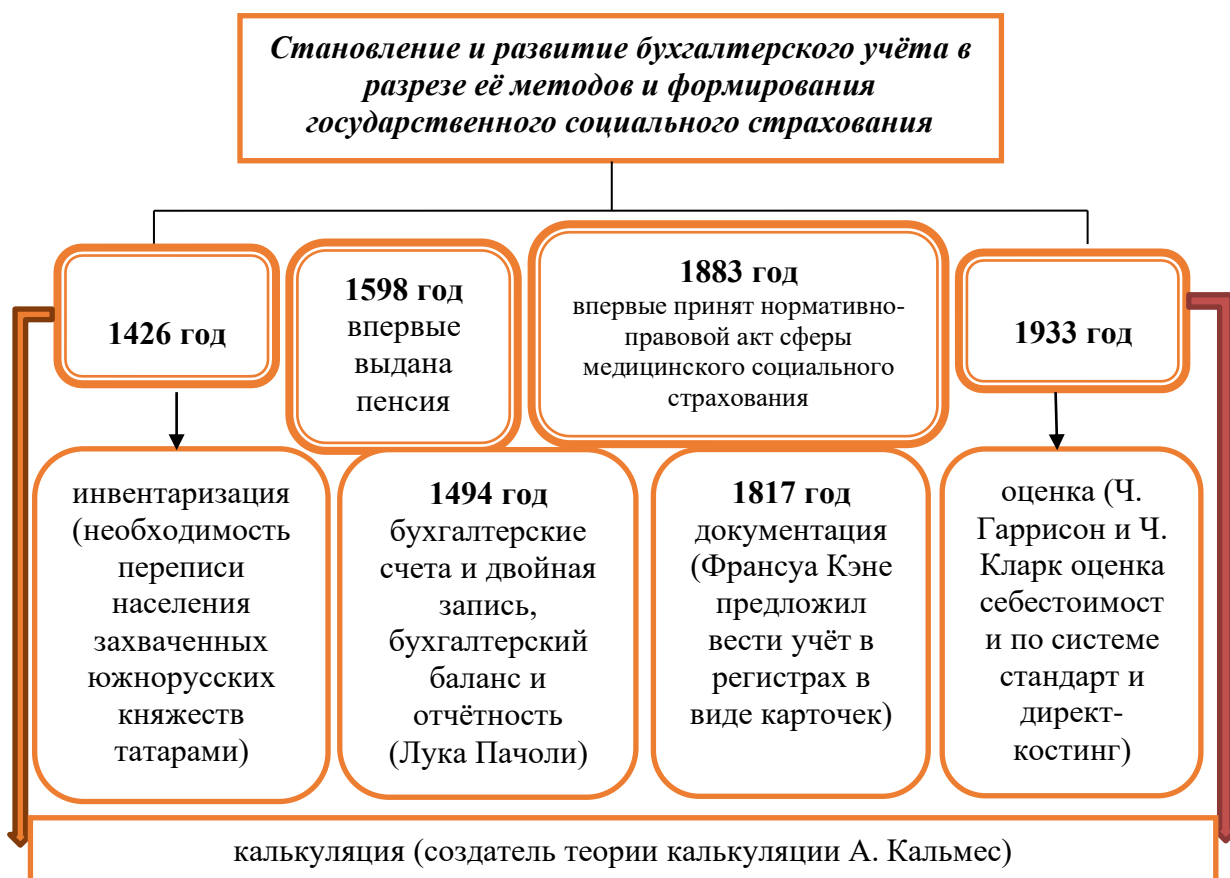 Становление и развитие бухгалтерского учёта в
разрезе её методов и формирования
государственного социального страхования
1426 год
1598 год
впервые
выдана
пенсия
1883 год
впервые принят нормативно-
правовой акт сферы
медицинского социального
страхования
1933 год
инвентаризация
(необходимость
переписи
населения
захваченных
южнорусских
княжеств
татарами)
1494 год
бухгалтерские
счета и двойная
запись,
бухгалтерский
баланс и
отчётность
(Лука Пачоли)
1817 год
документация
(Франсуа Кэне
предложил
вести учёт в
регистрах в
виде карточек)
оценка (Ч.
Гаррисон и Ч.
Кларк оценка
себестоимост
и по системе
стандарт и
директ-
костинг)
калькуляция (создатель теории калькуляции А. Кальмес)